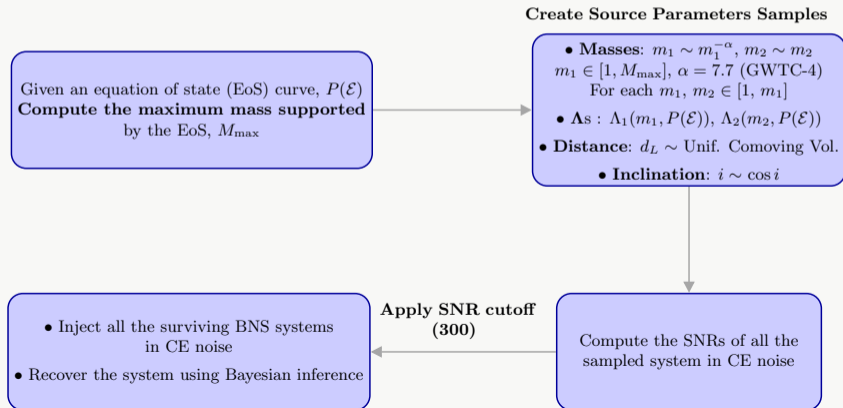 Given an equation of state (EoS) curve, P(ℰ)
Compute the maximum mass supported
by the EoS, M_max
Create Source Parameters Samples
• Masses: m₁ ∼ m₁^{−α}, m₂ ∼ m₂
m₁ ∈ [1, M_max], α = 7.7 (GWTC-4)
For each m₁, m₂ ∈ [1, m₁]
• Λs : Λ₁(m₁, P(ℰ)), Λ₂(m₂, P(ℰ))
• Distance: d_L ∼ Unif. Comoving Vol.
• Inclination: i ∼ cos i
Compute the SNRs of all the
sampled system in CE noise
Apply SNR cutoff
(300)
• Inject all the surviving BNS systems
in CE noise
• Recover the system using Bayesian inference